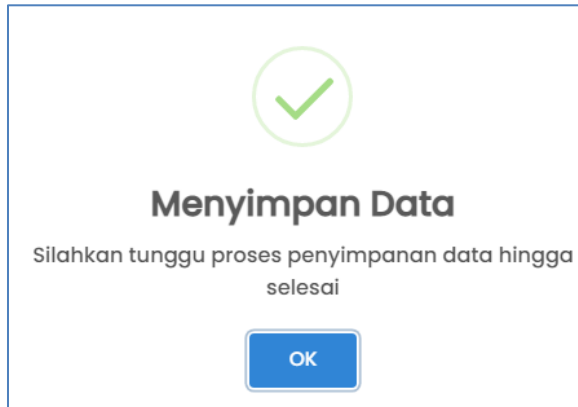 Menyimpan Data
Silahkan tunggu proses penyimpanan data hingga
selesai
OK